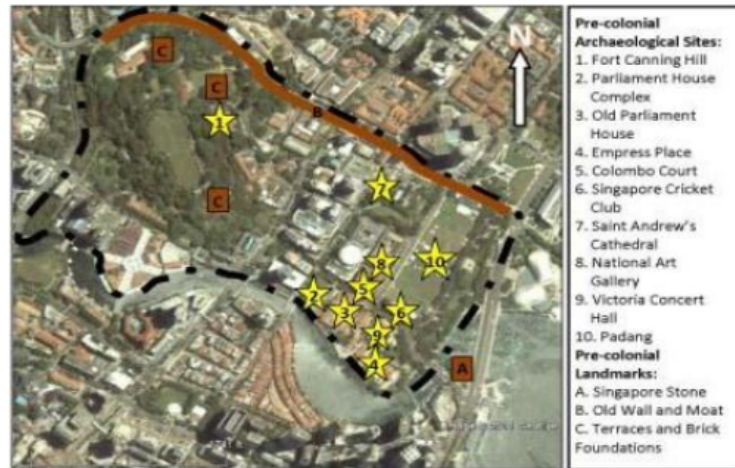 N
C
C
1
B
C
7
8
10
5
2
3
6
9
4
A
Pre-colonial
Archaeological Sites:
1. Fort Canning Hill
2. Parliament House
Complex
3. Old Parliament
House
4. Empress Place
5. Colombo Court
6. Singapore Cricket
Club
7. Saint Andrew's
Cathedral
8. National Art
Gallery
9. Victoria Concert
Hall
10. Padang
Pre-colonial
Landmarks:
A. Singapore Stone
B. Old Wall and Moat
C. Terraces and Brick
Foundations